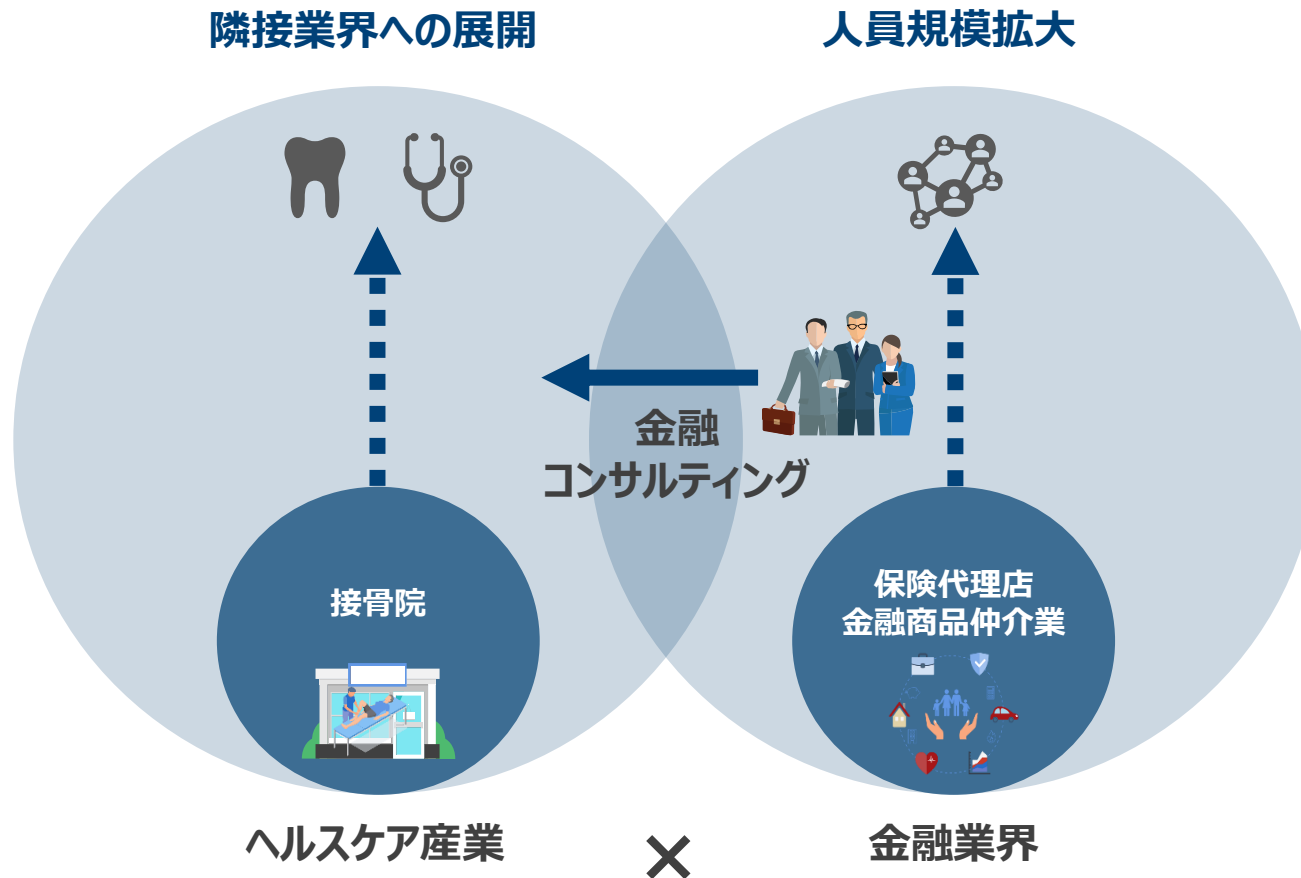 隣接業界への展開
人員規模拡大
金融
コンサルティング
接骨院
保険代理店
金融商品仲介業
ヘルスケア産業
×
金融業界